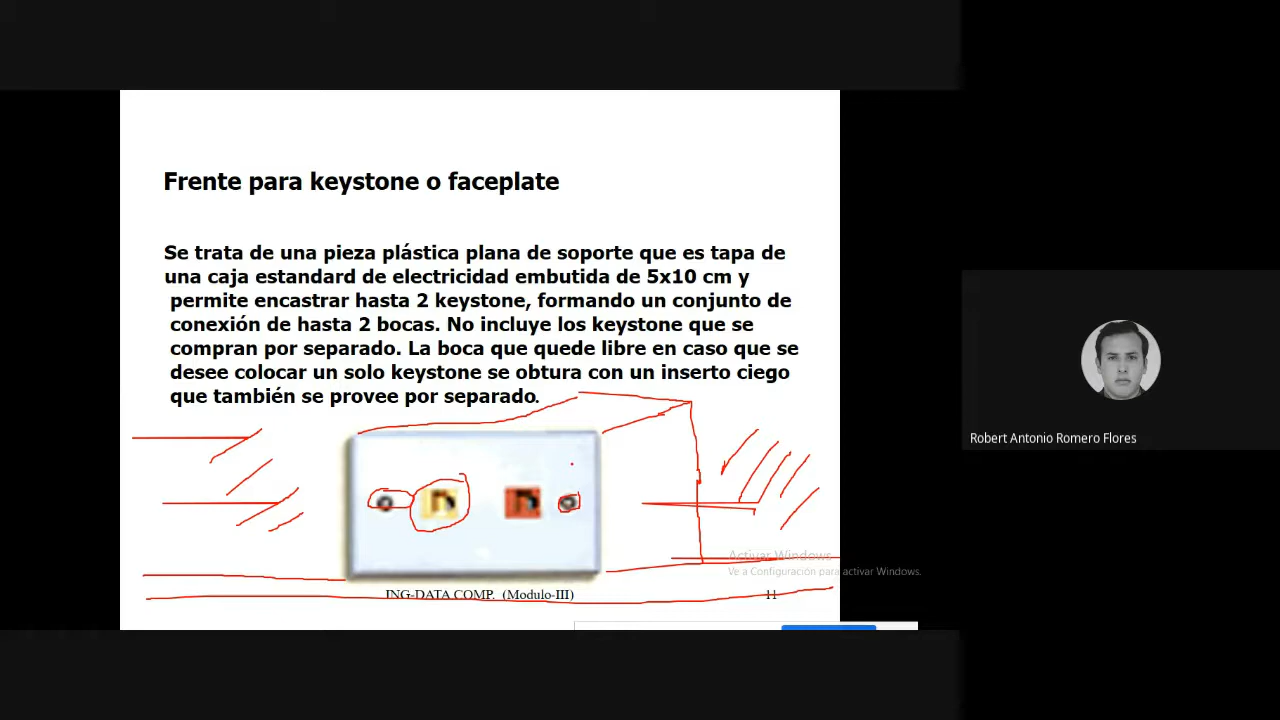 Frente para keystone o faceplate
Se trata de una pieza plástica plana de soporte que es tapa de
una caja estandard de electricidad embutida de 5x10 cm y
permite encastrar hasta 2 keystone, formando un conjunto de
conexión de hasta 2 bocas. No incluye los keystone que se
compran por separado. La boca que quede libre en caso que se
desee colocar un solo keystone se obtura con un inserto ciego
que también se provee por separado.
Robert Antonio Romero Flores
Activar Windows
Ve a Configuración para activar Windows.
ING-DATA COMP. (Modulo-III)
11